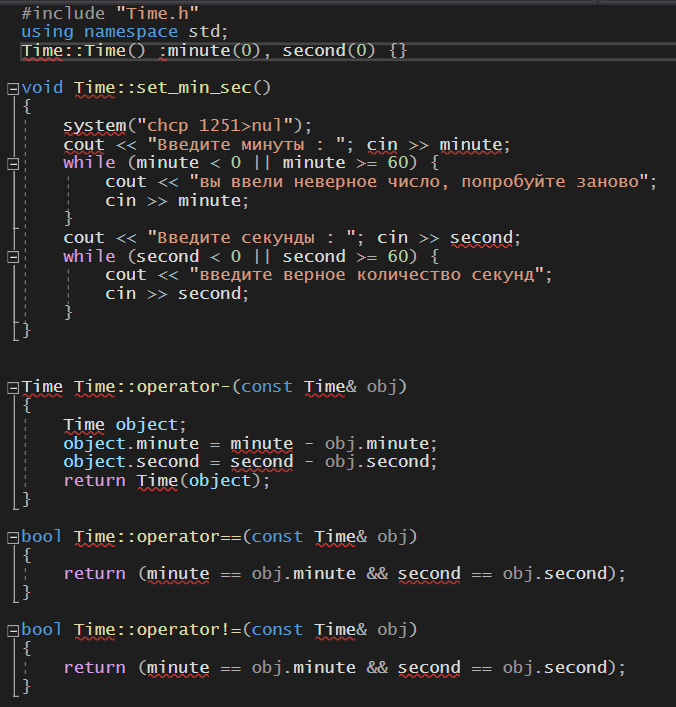 #include "Time.h"
using namespace std;
Time::Time() :minute(0), second(0) {}
void Time::set_min_sec()
{
system("chcp 1251>nul");
cout << "Введите минуты : "; cin >> minute;
while (minute < 0 || minute >= 60) {
cout << "вы ввели неверное число, попробуйте заново";
cin >> minute;
}
cout << "Введите секунды : "; cin >> second;
while (second < 0 || second >= 60) {
cout << "введите верное количество секунд";
cin >> second;
}
}
Time Time::operator-(const Time& obj)
{
Time object;
object.minute = minute - obj.minute;
object.second = second - obj.second;
return Time(object);
}
bool Time::operator==(const Time& obj)
{
return (minute == obj.minute && second == obj.second);
}
bool Time::operator!=(const Time& obj)
{
return (minute == obj.minute && second == obj.second);
}